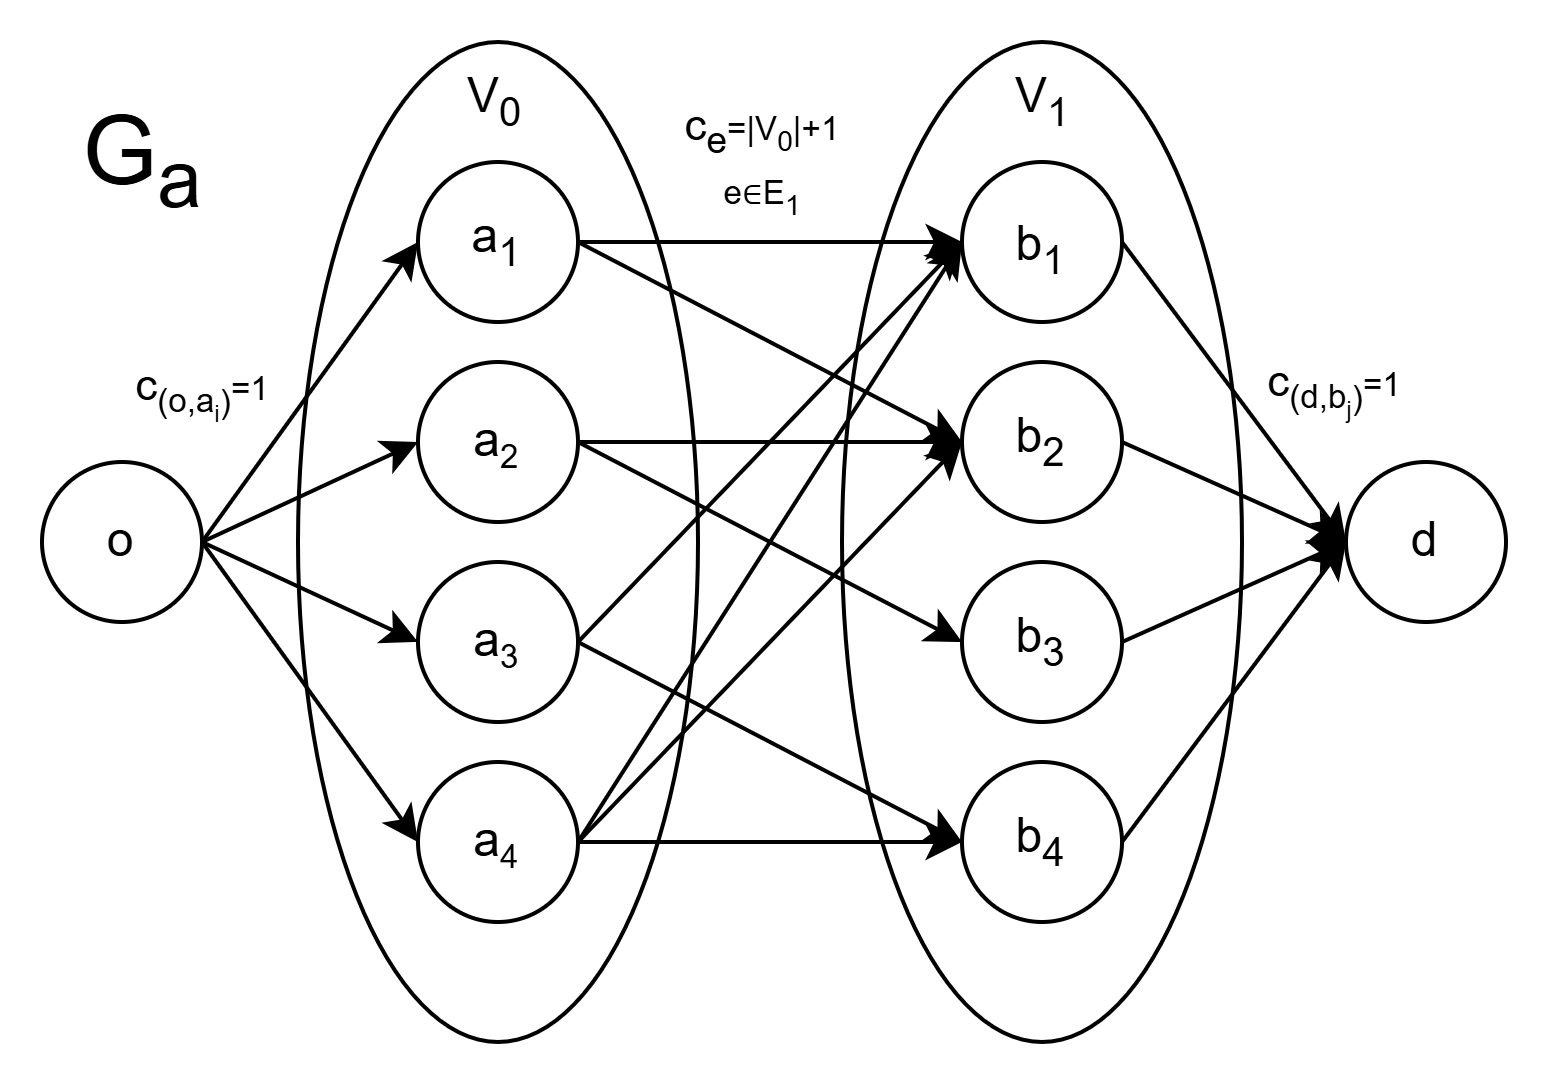 G_a
V_0
V_1
c_e=|V_0|+1
e∈E_1
a_1
b_1
c_(o,a_i)=1
c_(d,b_j)=1
a_2
b_2
o
d
a_3
b_3
a_4
b_4